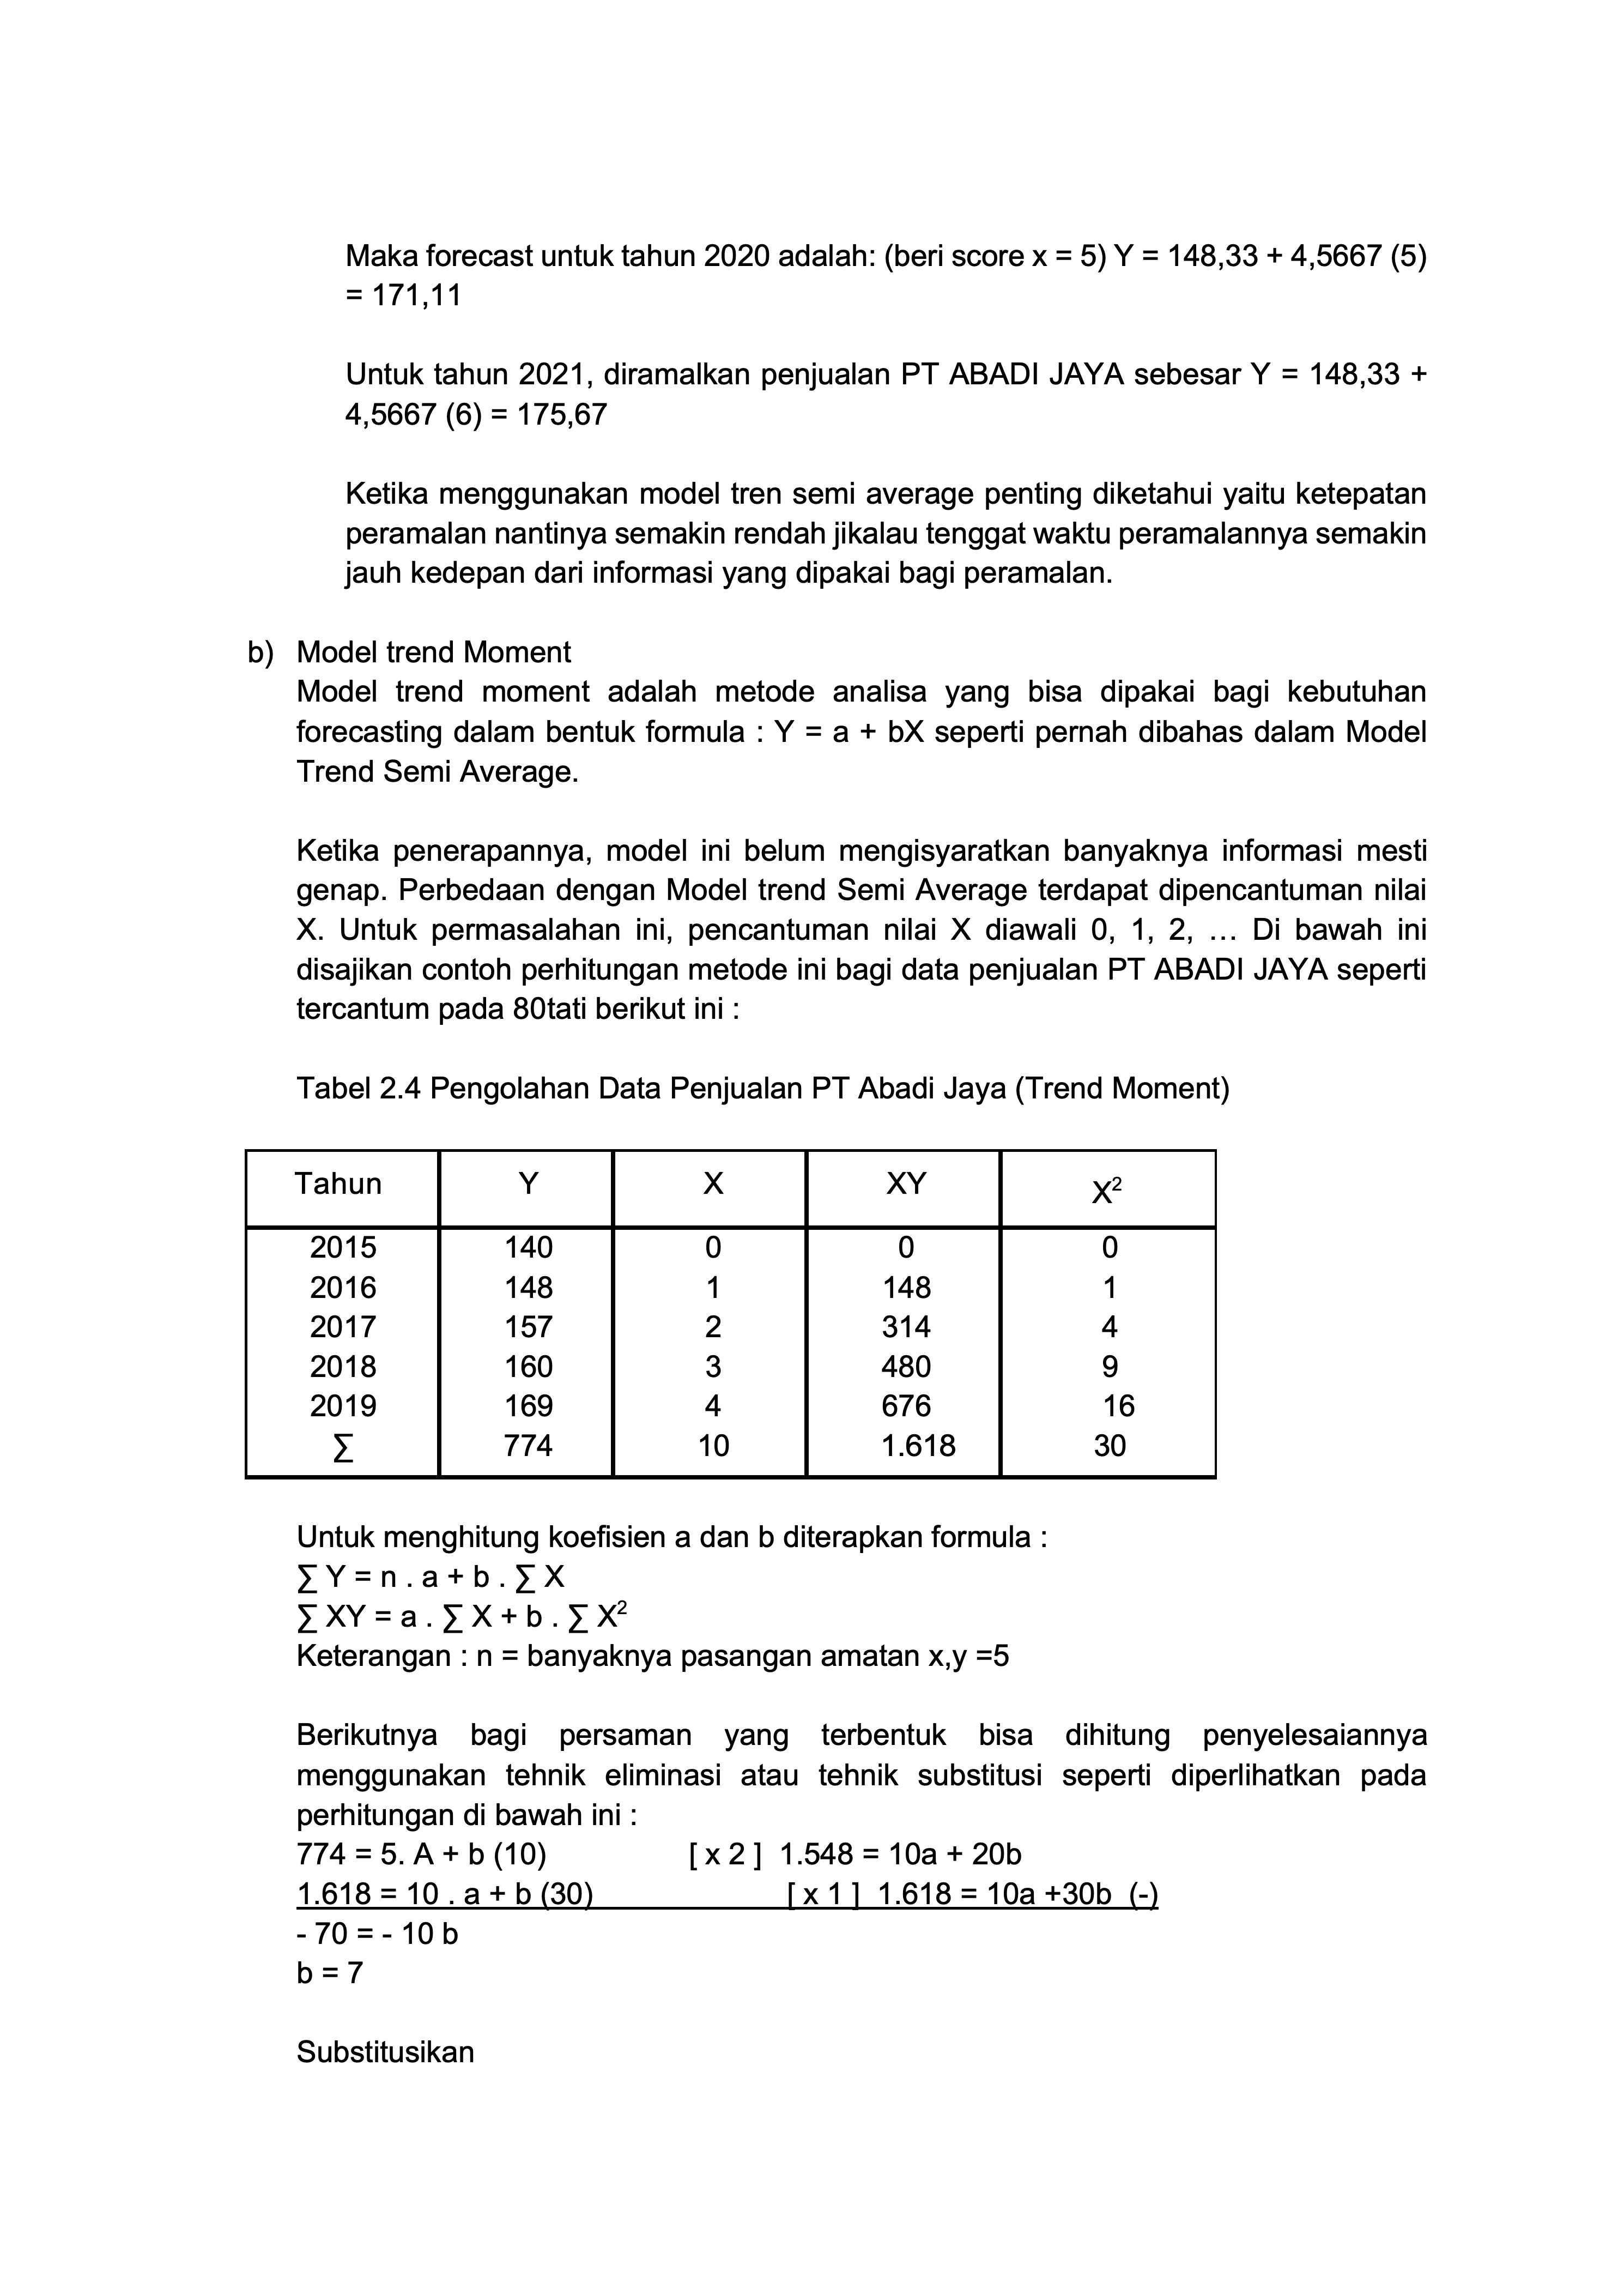 Maka forecast untuk tahun 2020 adalah: (beri score x = 5) Y = 148,33 + 4,5667 (5)
= 171,11
Untuk tahun 2021, diramalkan penjualan PT ABADI JAYA sebesar Y = 148,33 +
4,5667 (6) = 175,67
Ketika menggunakan model tren semi average penting diketahui yaitu ketepatan
peramalan nantinya semakin rendah jikalau tenggat waktu peramalannya semakin
jauh kedepan dari informasi yang dipakai bagi peramalan.
b) Model trend Moment
Model trend moment adalah metode analisa yang bisa dipakai bagi kebutuhan
forecasting dalam bentuk formula : Y = a + bX seperti pernah dibahas dalam Model
Trend Semi Average.
Ketika penerapannya, model ini belum mengisyaratkan banyaknya informasi mesti
genap. Perbedaan dengan Model trend Semi Average terdapat dipencantuman nilai
X. Untuk permasalahan ini, pencantuman nilai X diawali 0, 1, 2, … Di bawah ini
disajikan contoh perhitungan metode ini bagi data penjualan PT ABADI JAYA seperti
tercantum pada 80tati berikut ini :
Tabel 2.4 Pengolahan Data Penjualan PT Abadi Jaya (Trend Moment)
Tahun Y X XY X²
2015 140 0 0 0
2016 148 1 148 1
2017 157 2 314 4
2018 160 3 480 9
2019 169 4 676 16
∑ 774 10 1.618 30
Untuk menghitung koefisien a dan b diterapkan formula :
∑ Y = n . a + b . ∑ X
∑ XY = a . ∑ X + b . ∑ X²
Keterangan : n = banyaknya pasangan amatan x,y =5
Berikutnya bagi persaman yang terbentuk bisa dihitung penyelesaiannya
menggunakan tehnik eliminasi atau tehnik substitusi seperti diperlihatkan pada
perhitungan di bawah ini :
774 = 5. A + b (10) [ x 2 ] 1.548 = 10a + 20b
1.618 = 10 . a + b (30) [ x 1 ] 1.618 = 10a +30b (-)
- 70 = - 10 b
b = 7
Substitusikan